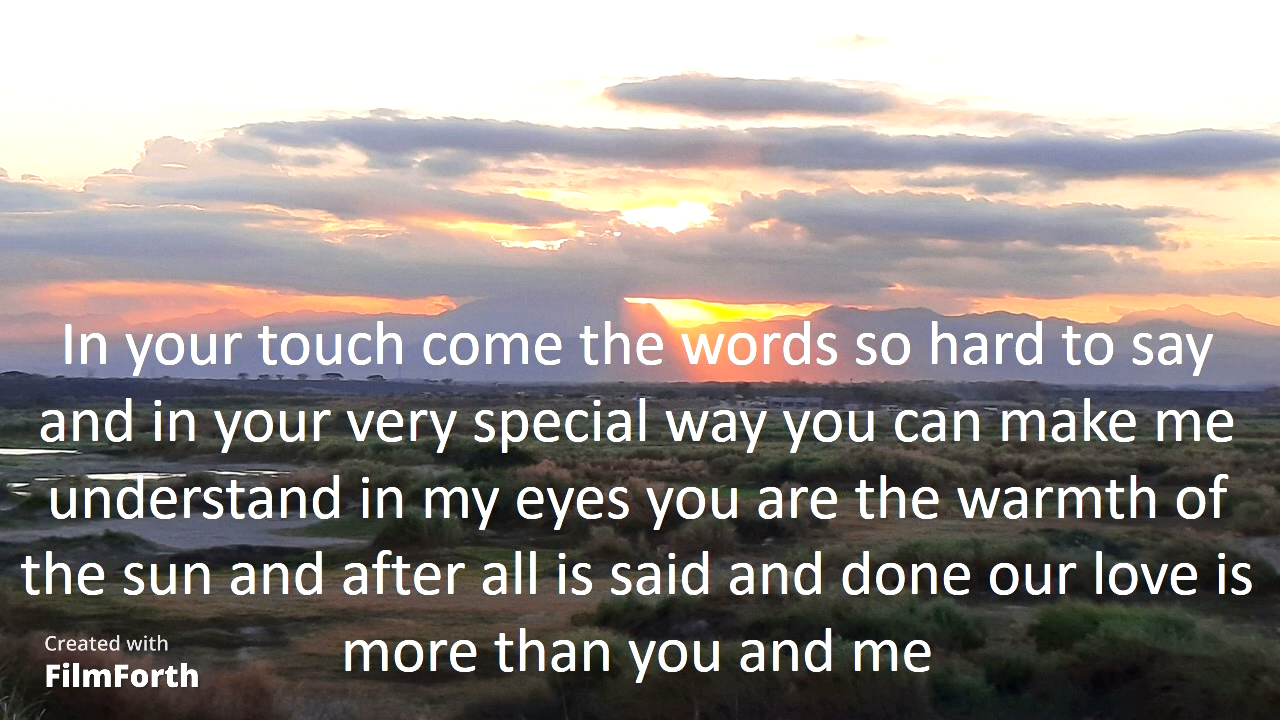 In your touch come the words so hard to say
and in your very special way you can make me
understand in my eyes you are the warmth of
the sun and after all is said and done our love is
more than you and me
Created with
FilmForth